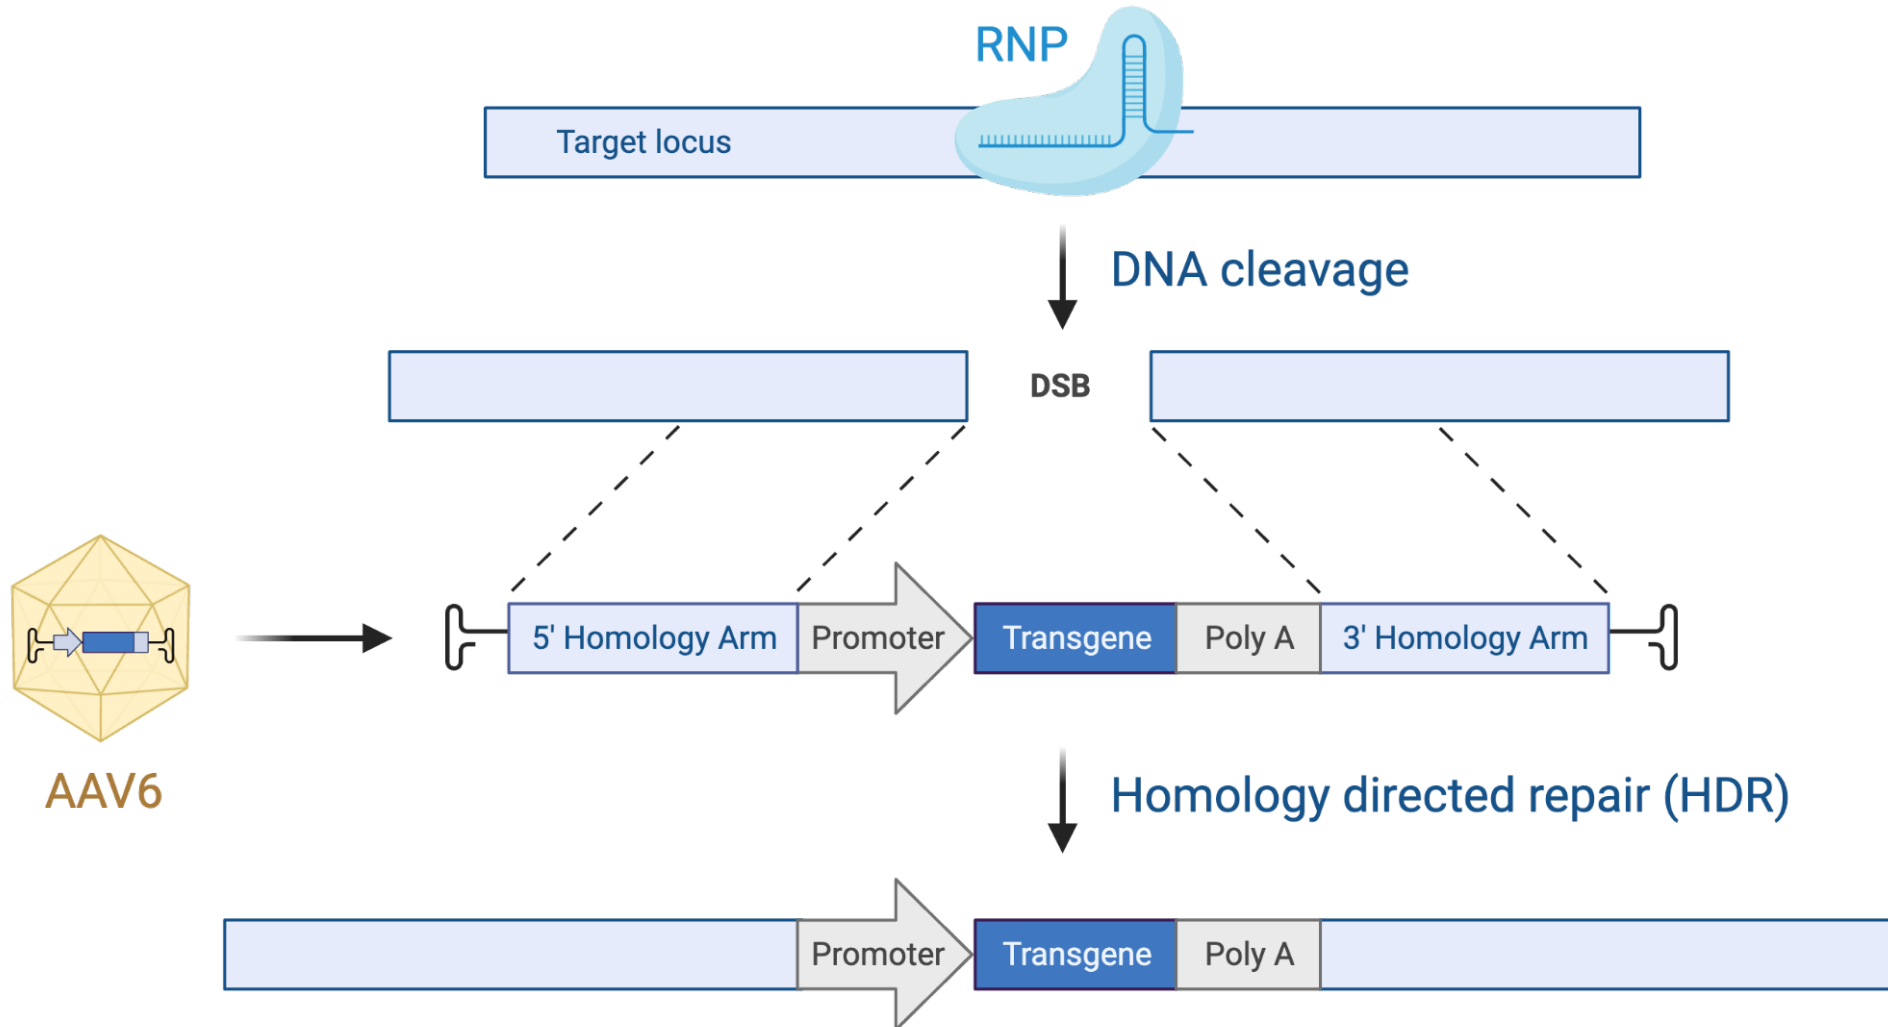 RNP
Target locus
DNA cleavage
DSB
5' Homology Arm
Promoter
Transgene
Poly A
3' Homology Arm
AAV6
Homology directed repair (HDR)
Promoter
Transgene
Poly A